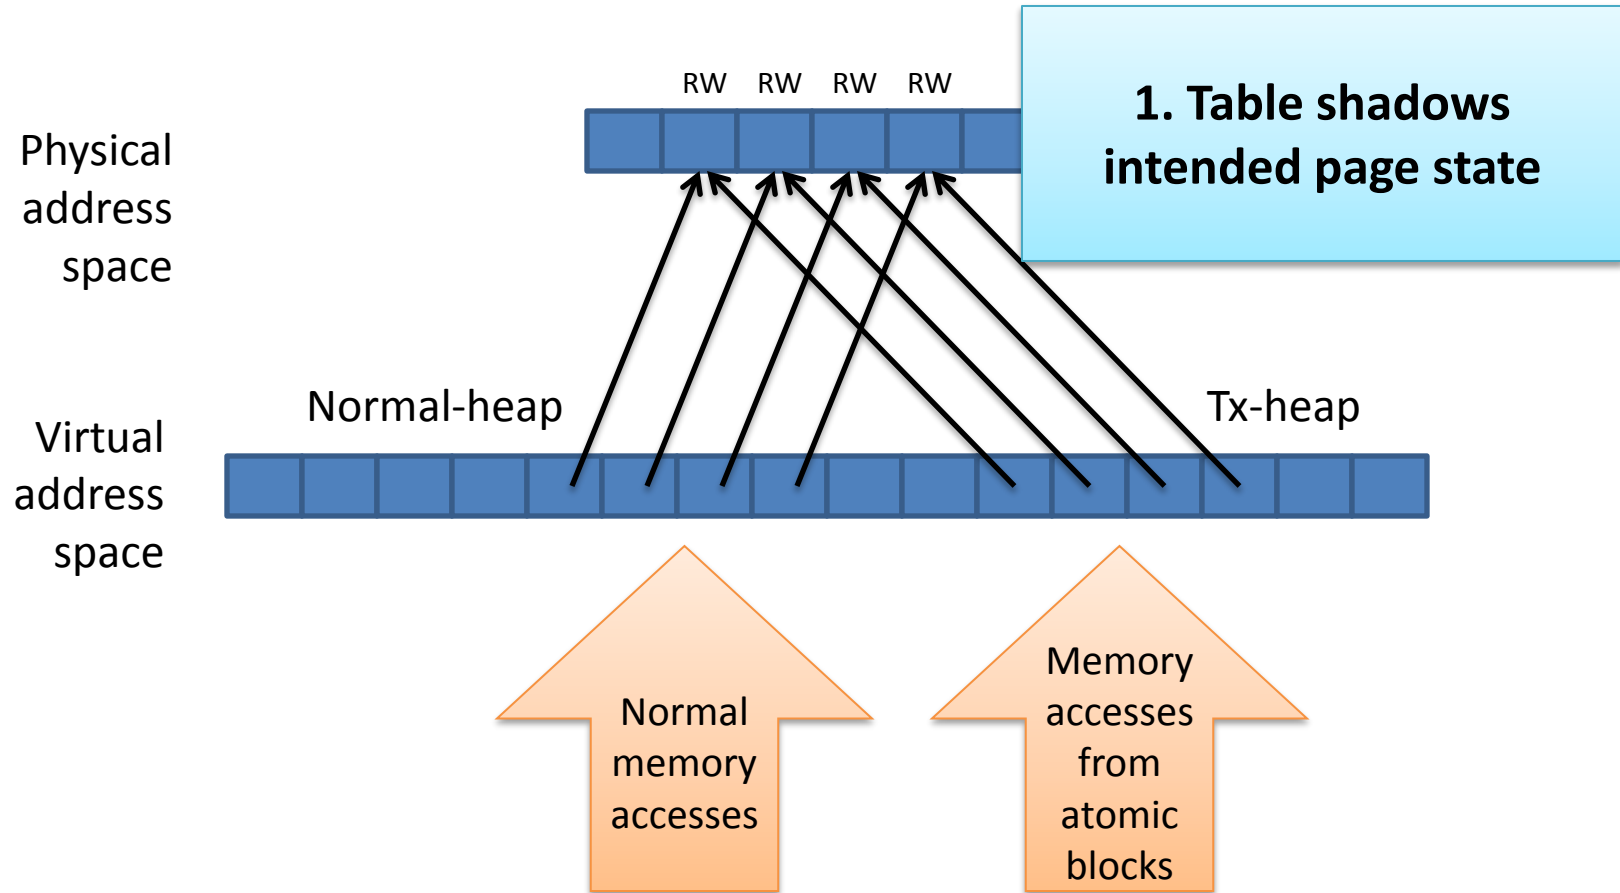 RW RW RW RW
1. Table shadows
intended page state
Physical
address
space
Normal-heap
Tx-heap
Virtual
address
space
Normal
memory
accesses
Memory
accesses
from
atomic
blocks